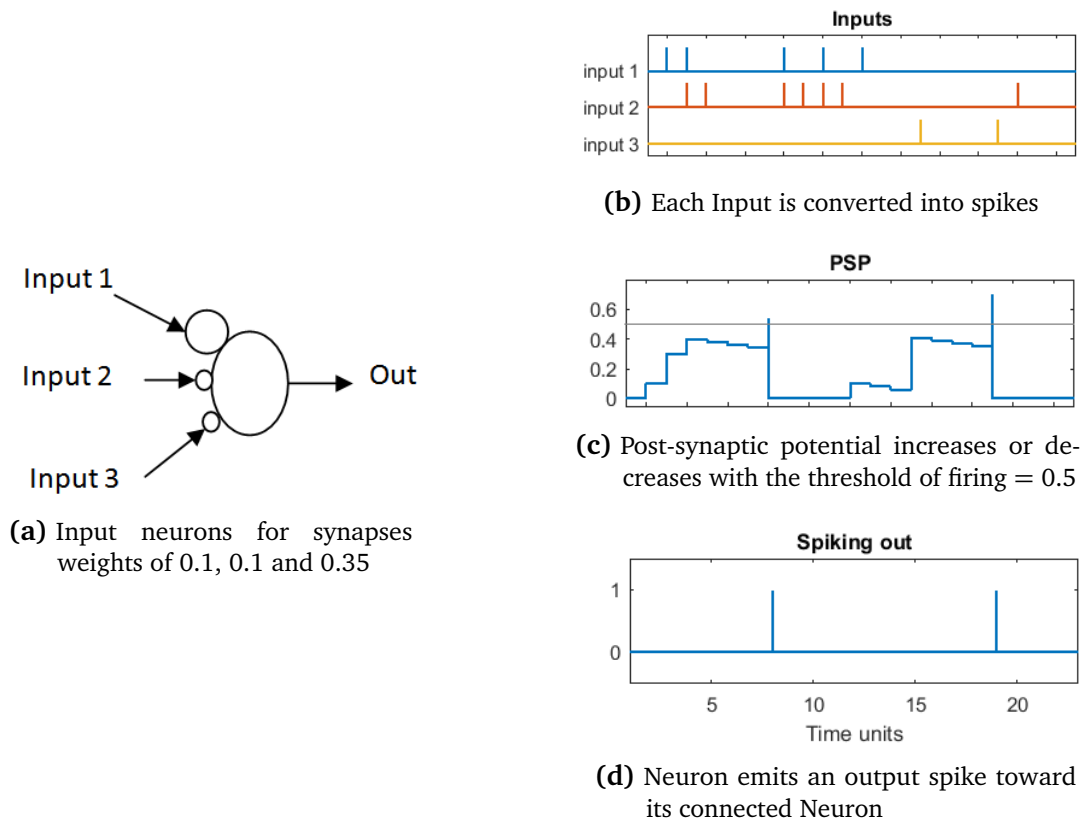 Input 1
Input 2
Input 3
Out
(a) Input neurons for synapses
weights of 0.1, 0.1 and 0.35
Inputs
input 1
input 2
input 3
(b) Each Input is converted into spikes
PSP
0.6
0.4
0.2
0
(c) Post-synaptic potential increases or de-
creases with the threshold of firing = 0.5
Spiking out
1
0
5 10 15 20
Time units
(d) Neuron emits an output spike toward
its connected Neuron